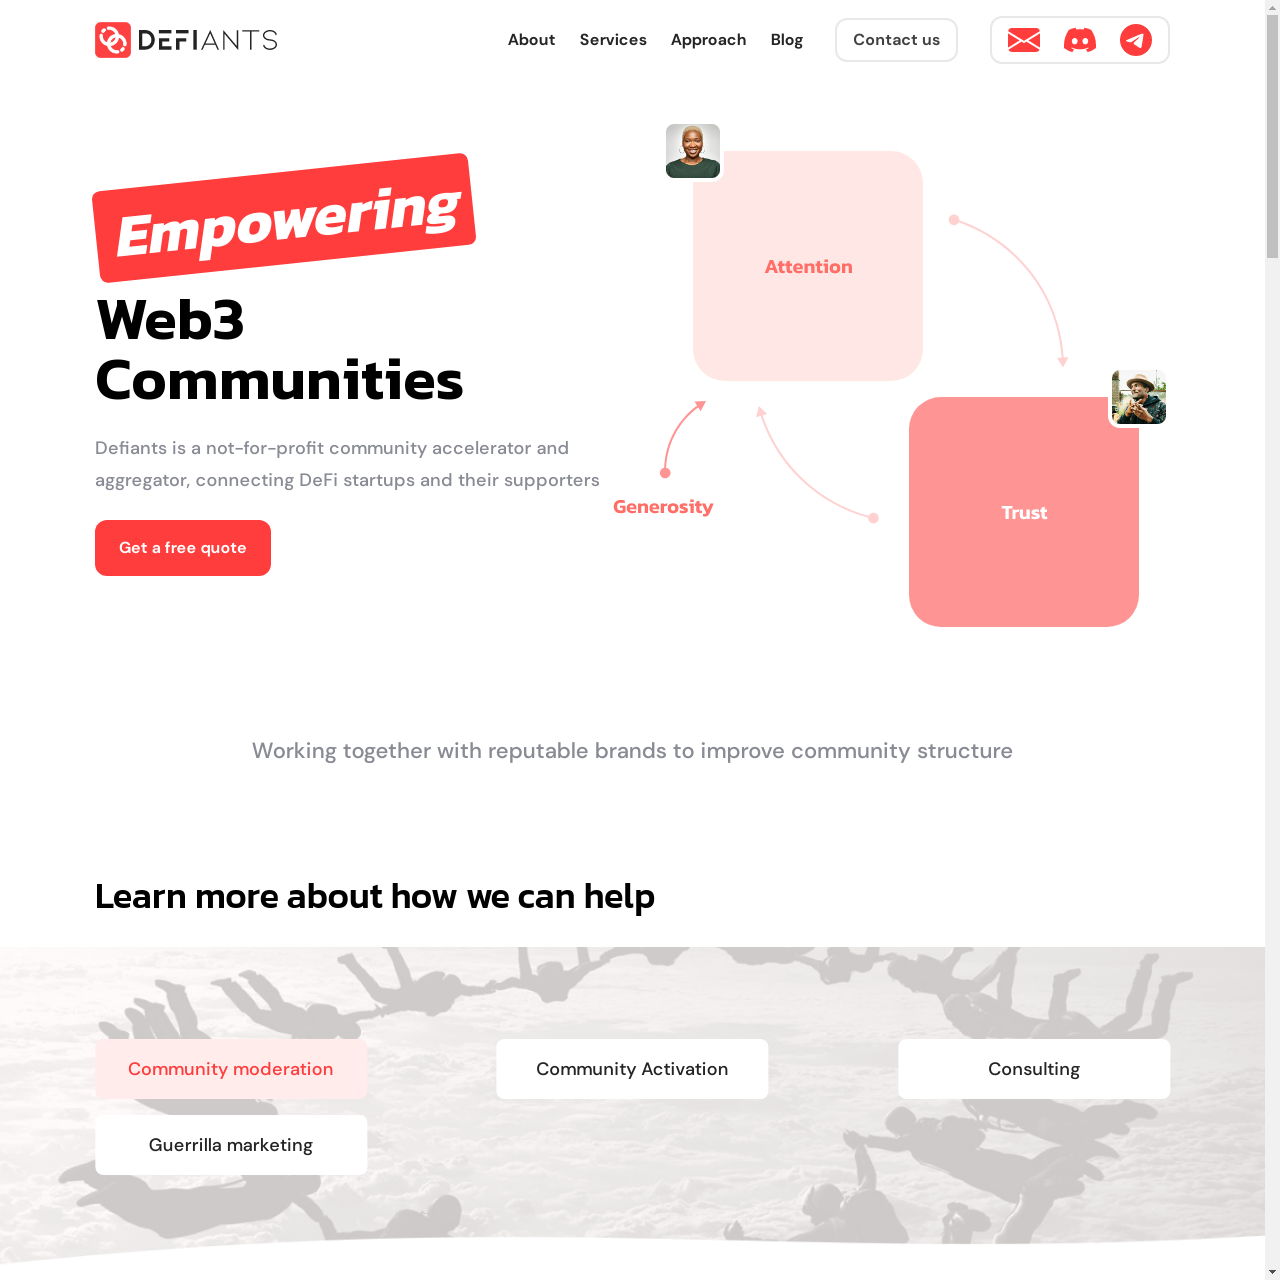 DEFIANTS
About
Services
Approach
Blog
Contact us
Empowering
Web3
Communities
Defiants is a not-for-profit community accelerator and
aggregator, connecting DeFi startups and their supporters
Get a free quote
Attention
Generosity
Trust
Working together with reputable brands to improve community structure
Learn more about how we can help
Community moderation
Community Activation
Consulting
Guerrilla marketing